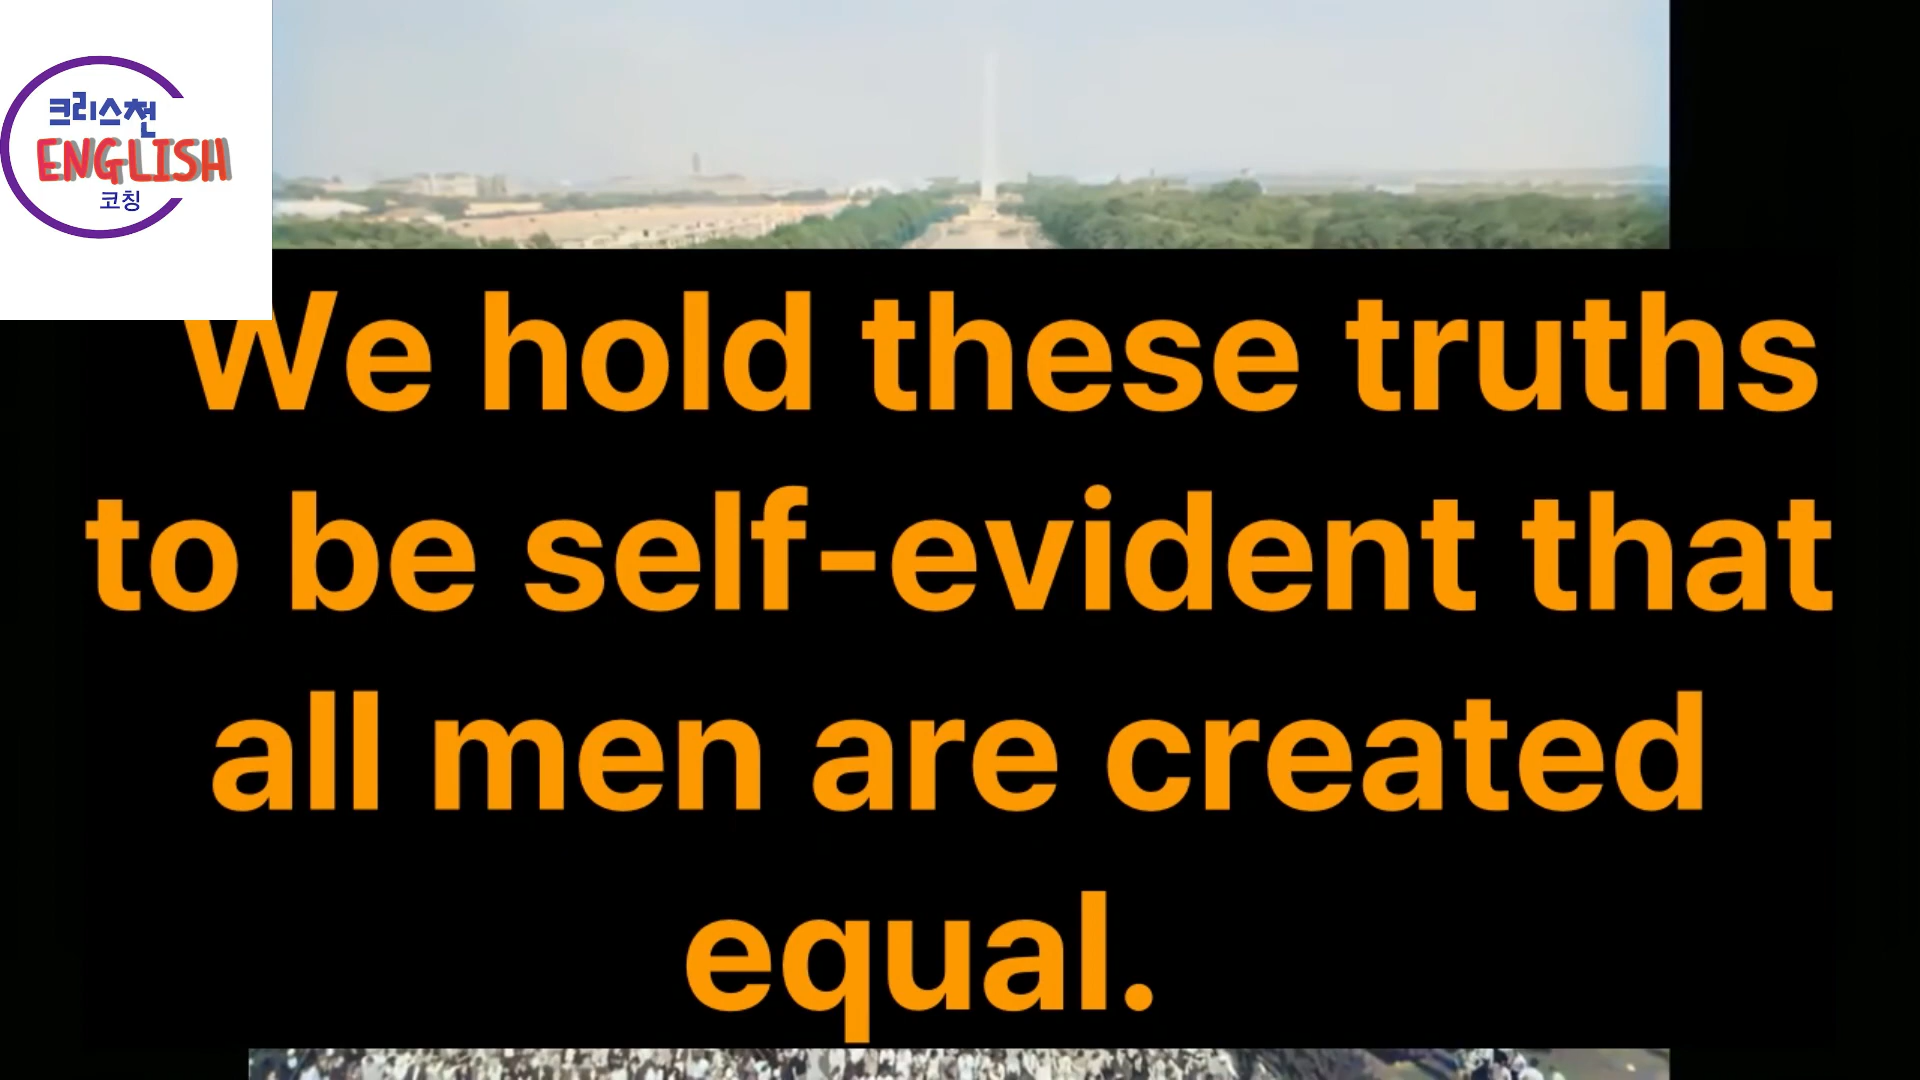 크리스천
ENGLISH
코칭
We hold these truths
to be self-evident that
all men are created
equal.